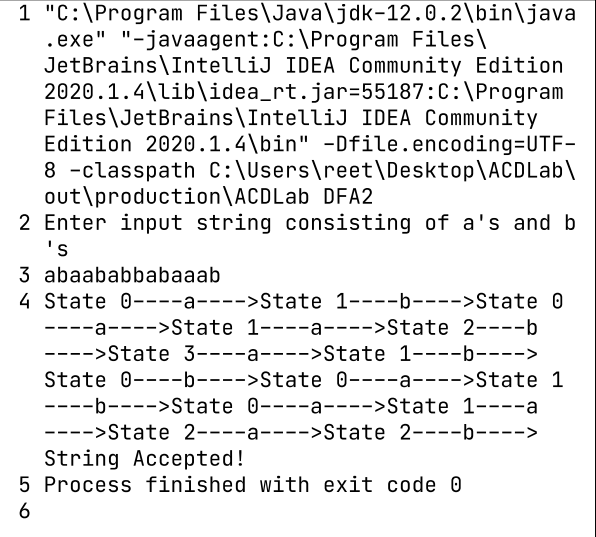 1 "C:\Program Files\Java\jdk-12.0.2\bin\java
.exe" "-javaagent:C:\Program Files\
JetBrains\IntelliJ IDEA Community Edition
2020.1.4\lib\idea_rt.jar=55187:C:\Program
Files\JetBrains\IntelliJ IDEA Community
Edition 2020.1.4\bin" -Dfile.encoding=UTF-
8 -classpath C:\Users\reet\Desktop\ACDLab\
out\production\ACDLab DFA2
2 Enter input string consisting of a's and b
's
3 abaababbabaaab
4 State 0----a---->State 1----b---->State 0
----a---->State 1----a---->State 2----b
---->State 3----a---->State 1----b---->
State 0----b---->State 0----a---->State 1
----b---->State 0----a---->State 1----a
---->State 2----a---->State 2----b---->
String Accepted!
5 Process finished with exit code 0
6